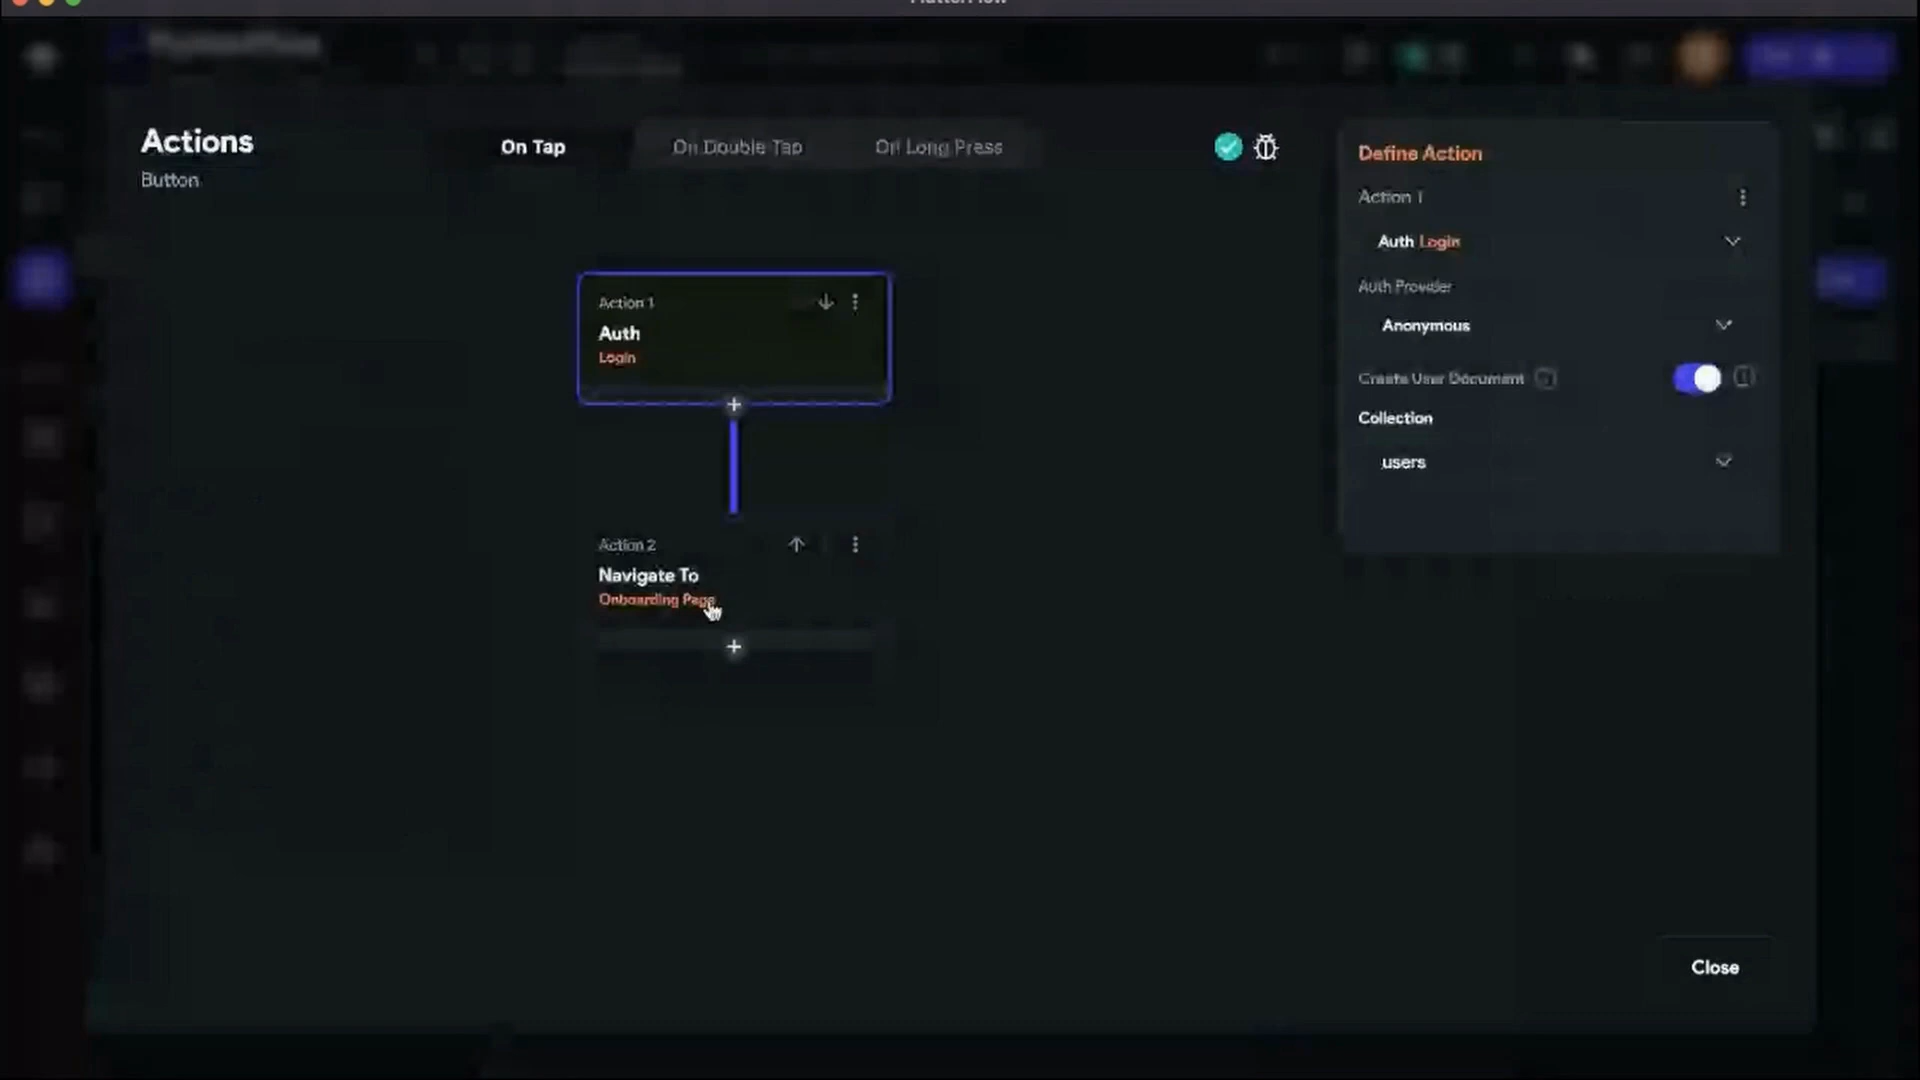 Actions
Button
On Tap
On Double Tap
On Long Press
Action 1
Auth
Login
Action 2
Navigate To
Onboarding Page
Define Action
Action 1
Auth Login
Auth Provider
Anonymous
Create User Document
Collection
users
Close